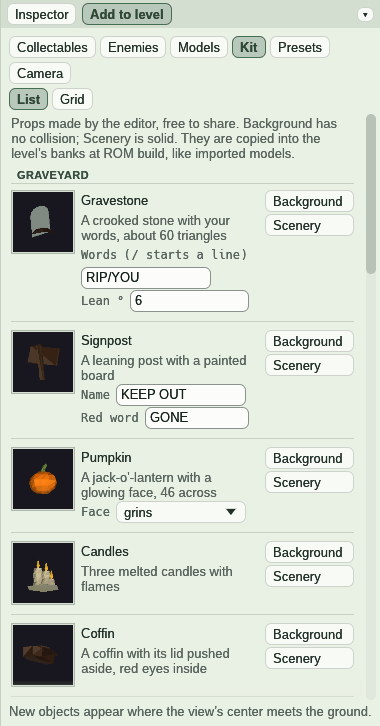 Inspector
Add to level
Collectables
Enemies
Models
Kit
Presets
Camera
List
Grid
Props made by the editor, free to share. Background has
no collision; Scenery is solid. They are copied into the
level's banks at ROM build, like imported models.
GRAVEYARD
Gravestone
A crooked stone with your
words, about 60 triangles
Words (/ starts a line)
RIP/YOU
Lean ° 6
Background
Scenery
Signpost
A leaning post with a painted
board
Name KEEP OUT
Red word GONE
Background
Scenery
Pumpkin
A jack-o'-lantern with a
glowing face, 46 across
Face grins
Background
Scenery
Candles
Three melted candles with
flames
Background
Scenery
Coffin
A coffin with its lid pushed
aside, red eyes inside
Background
Scenery
New objects appear where the view's center meets the ground.